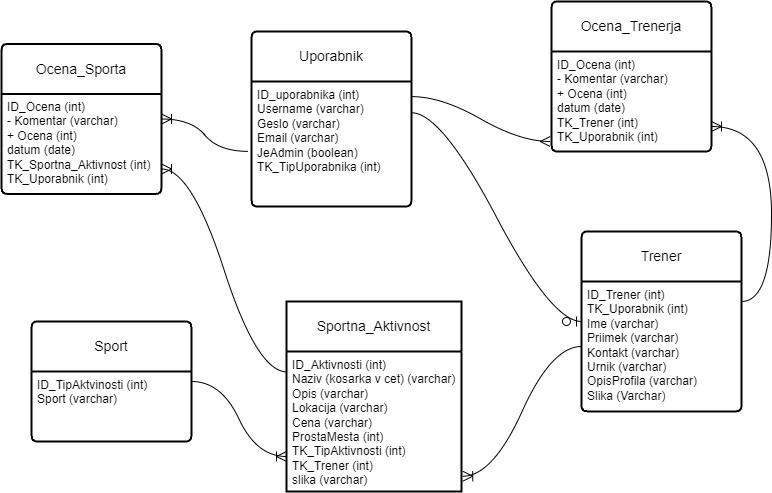 Ocena_Sporta
ID_Ocena (int)
- Komentar (varchar)
+ Ocena (int)
datum (date)
TK_Sportna_Aktivnost (int)
TK_Uporabnik (int)
Uporabnik
ID_uporabnika (int)
Username (varchar)
Geslo (varchar)
Email (varchar)
JeAdmin (boolean)
TK_TipUporabnika (int)
Ocena_Trenerja
ID_Ocena (int)
- Komentar (varchar)
+ Ocena (int)
datum (date)
TK_Trener (int)
TK_Uporabnik (int)
Trener
ID_Trener (int)
TK_Uporabnik (int)
Ime (varchar)
Priimek (varchar)
Kontakt (varchar)
Urnik (varchar)
OpisProfila (varchar)
Slika (Varchar)
Sport
ID_TipAktvinosti (int)
Sport (varchar)
Sportna_Aktivnost
ID_Aktivnosti (int)
Naziv (kosarka v cet) (varchar)
Opis (varchar)
Lokacija (varchar)
Cena (varchar)
ProstaMesta (int)
TK_TipAktivnosti (int)
TK_Trener (int)
slika (varchar)